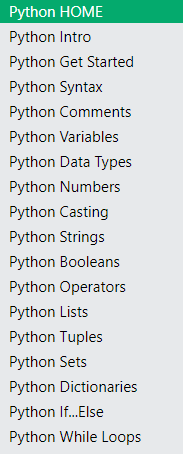 Python HOME
Python Intro
Python Get Started
Python Syntax
Python Comments
Python Variables
Python Data Types
Python Numbers
Python Casting
Python Strings
Python Booleans
Python Operators
Python Lists
Python Tuples
Python Sets
Python Dictionaries
Python If...Else
Python While Loops